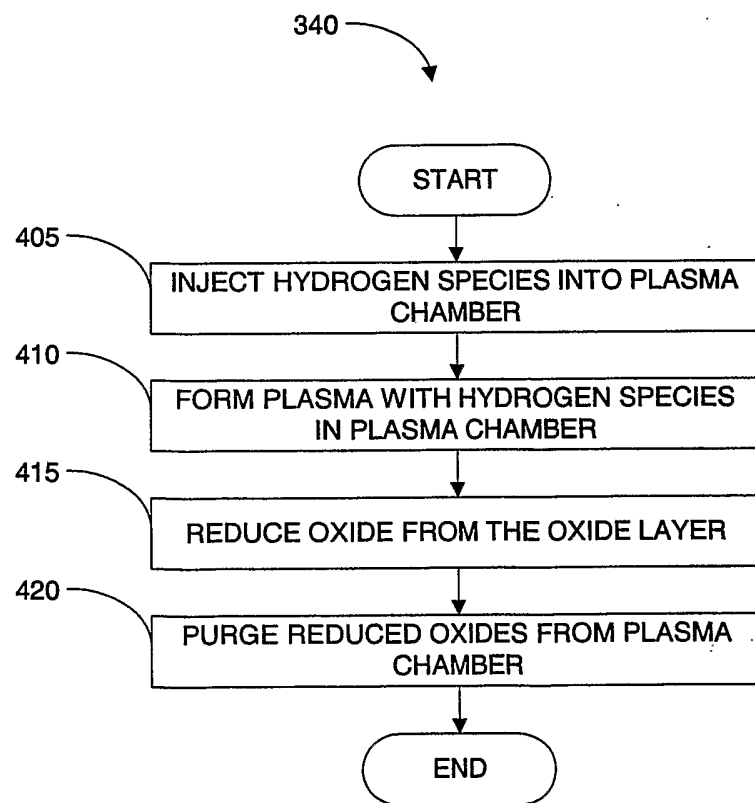 340
START
405
INJECT HYDROGEN SPECIES INTO PLASMA
CHAMBER
410
FORM PLASMA WITH HYDROGEN SPECIES
IN PLASMA CHAMBER
415
REDUCE OXIDE FROM THE OXIDE LAYER
420
PURGE REDUCED OXIDES FROM PLASMA
CHAMBER
END